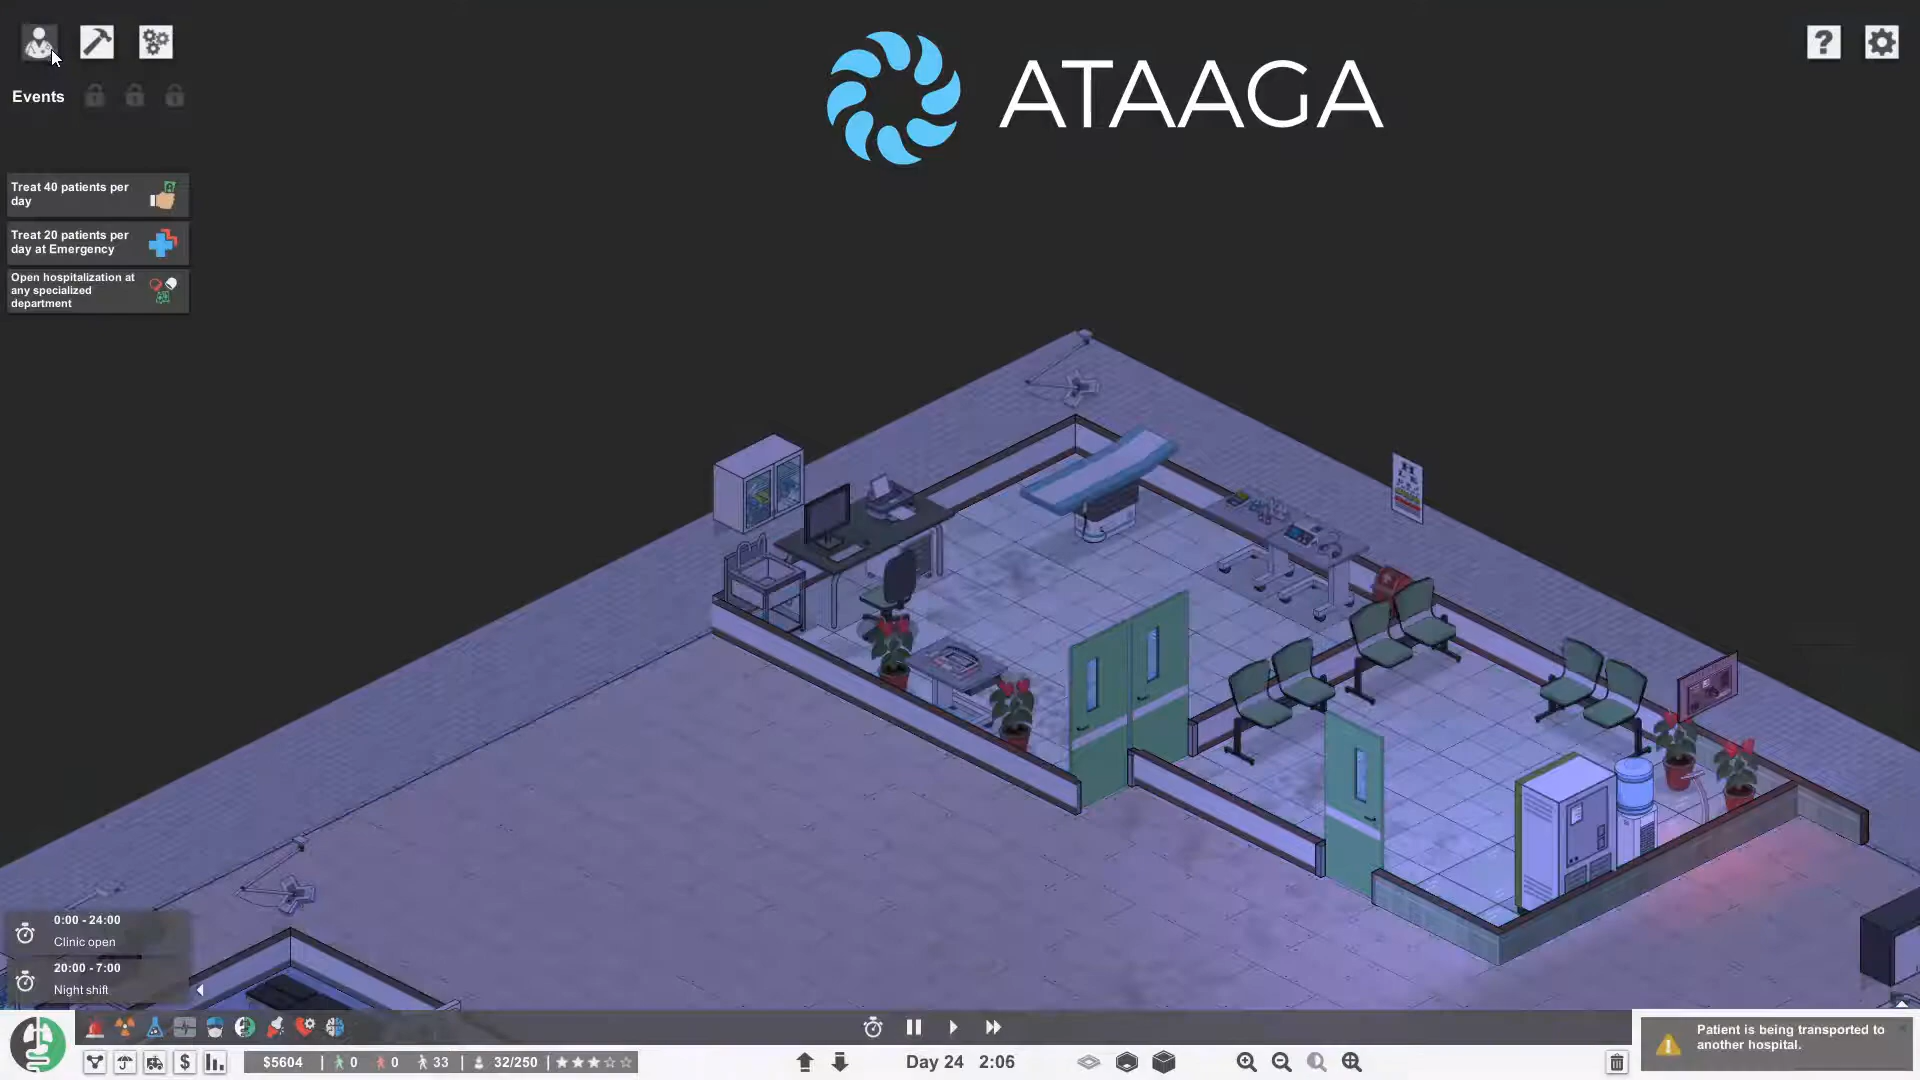 ATAAGA
?
Events
Treat 40 patients per
day
Treat 20 patients per
day at Emergency
Open hospitalization at
any specialized
department
0:00 - 24:00
Clinic open
20:00 - 7:00
Night shift
$5604 | 0 0 33 | 32/250 |
Day 24 2:06
Patient is being transported to
another hospital.